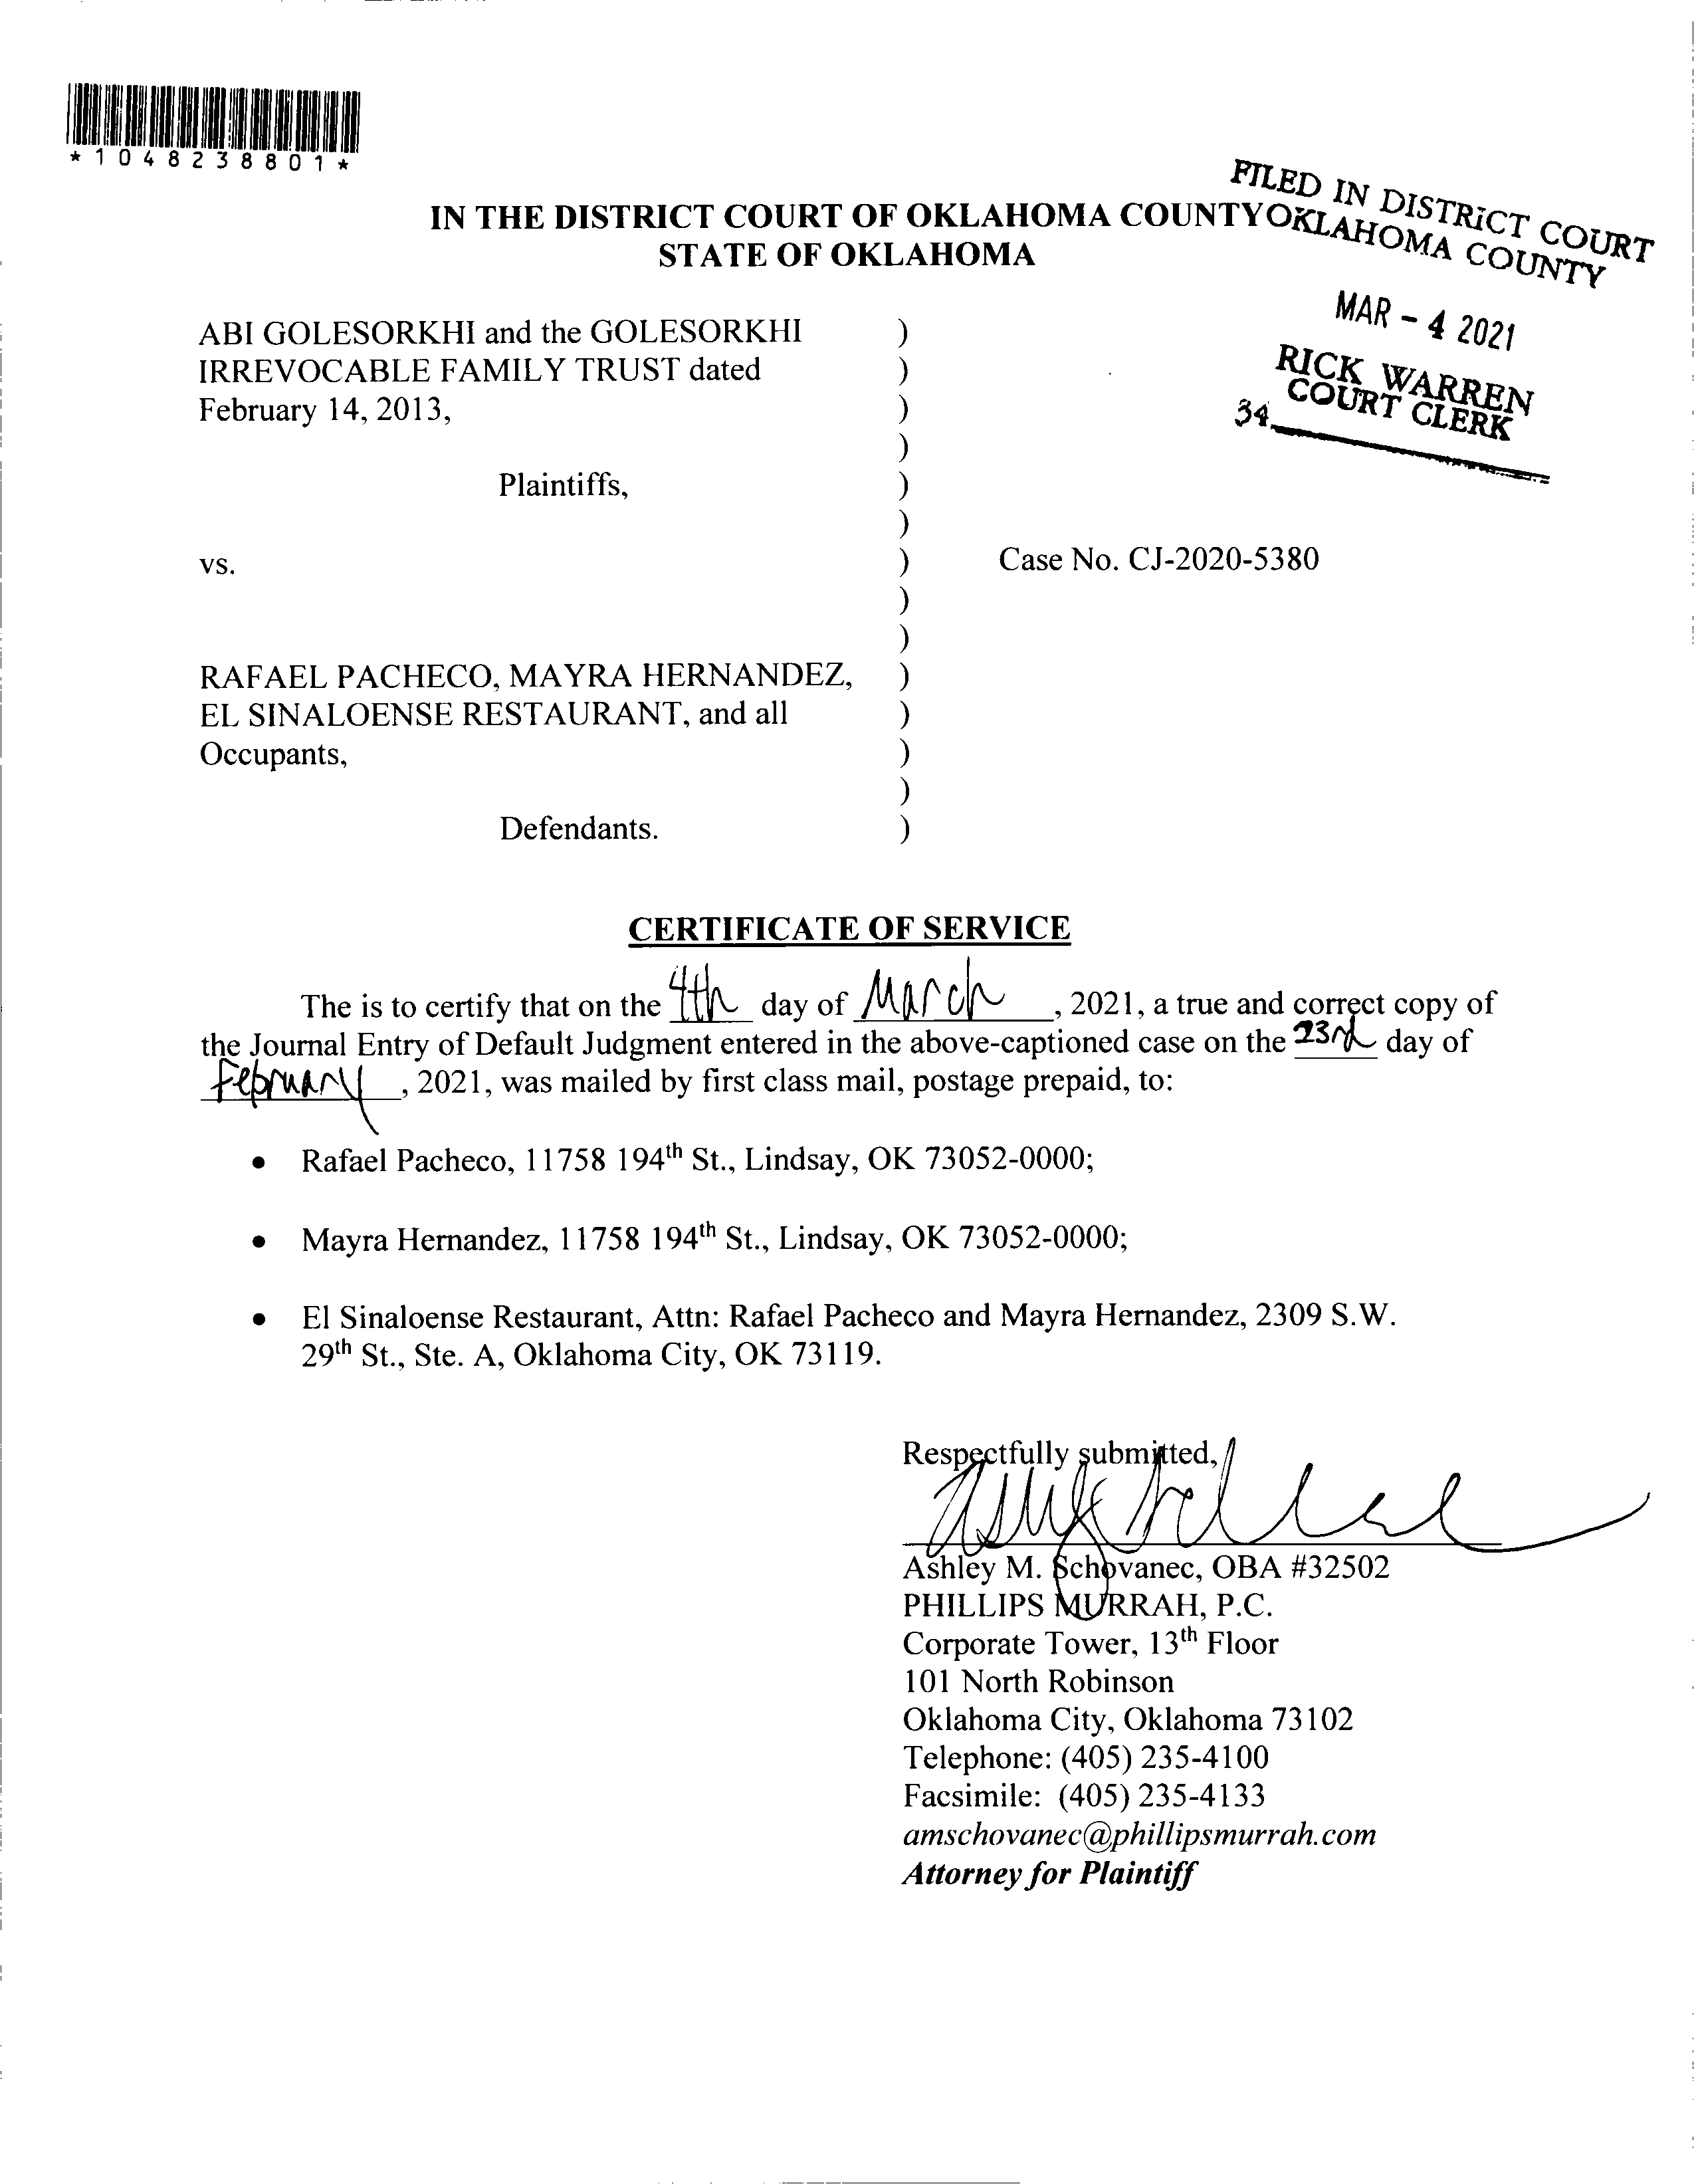 *1048238801*
FILED IN DISTRICT COURT
OKLAHOMA COUNTY
MAR - 4 2021
RICK WARREN
COURT CLERK
34
IN THE DISTRICT COURT OF OKLAHOMA COUNTY
STATE OF OKLAHOMA
ABI GOLESORKHI and the GOLESORKHI )
IRREVOCABLE FAMILY TRUST dated )
February 14, 2013, )
)
Plaintiffs, )
)
vs. ) Case No. CJ-2020-5380
)
)
RAFAEL PACHECO, MAYRA HERNANDEZ, )
EL SINALOENSE RESTAURANT, and all )
Occupants, )
)
Defendants. )
CERTIFICATE OF SERVICE
The is to certify that on the 4th day of March, 2021, a true and correct copy of
the Journal Entry of Default Judgment entered in the above-captioned case on the 23rd day of
February, 2021, was mailed by first class mail, postage prepaid, to:
• Rafael Pacheco, 11758 194th St., Lindsay, OK 73052-0000;
• Mayra Hernandez, 11758 194th St., Lindsay, OK 73052-0000;
• El Sinaloense Restaurant, Attn: Rafael Pacheco and Mayra Hernandez, 2309 S.W.
29th St., Ste. A, Oklahoma City, OK 73119.
Respectfully submitted,
Ashley M. Schovanec, OBA #32502
PHILLIPS MURRAH, P.C.
Corporate Tower, 13th Floor
101 North Robinson
Oklahoma City, Oklahoma 73102
Telephone: (405) 235-4100
Facsimile: (405) 235-4133
amschovanec@phillipsmurrah.com
Attorney for Plaintiff